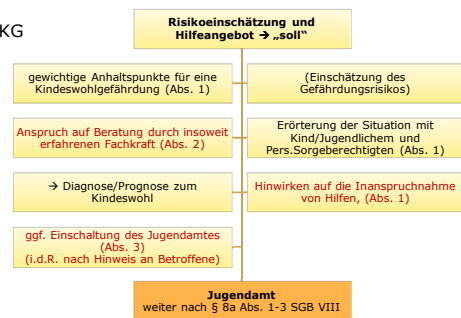 KG
Risikoeinschätzung und
Hilfeangebot → „soll“
gewichtige Anhaltspunkte für eine
Kindeswohlgefährdung (Abs. 1)
(Einschätzung des
Gefährdungsrisikos)
Anspruch auf Beratung durch insoweit
erfahrenen Fachkraft (Abs. 2)
Erörterung der Situation mit
Kind/Jugendlichem und
Pers.Sorgeberechtigten (Abs. 1)
→ Diagnose/Prognose zum
Kindeswohl
Hinwirken auf die Inanspruchnahme
von Hilfen, (Abs. 1)
ggf. Einschaltung des Jugendamtes
(Abs. 3)
(i.d.R. nach Hinweis an Betroffene)
Jugendamt
weiter nach § 8a Abs. 1-3 SGB VIII